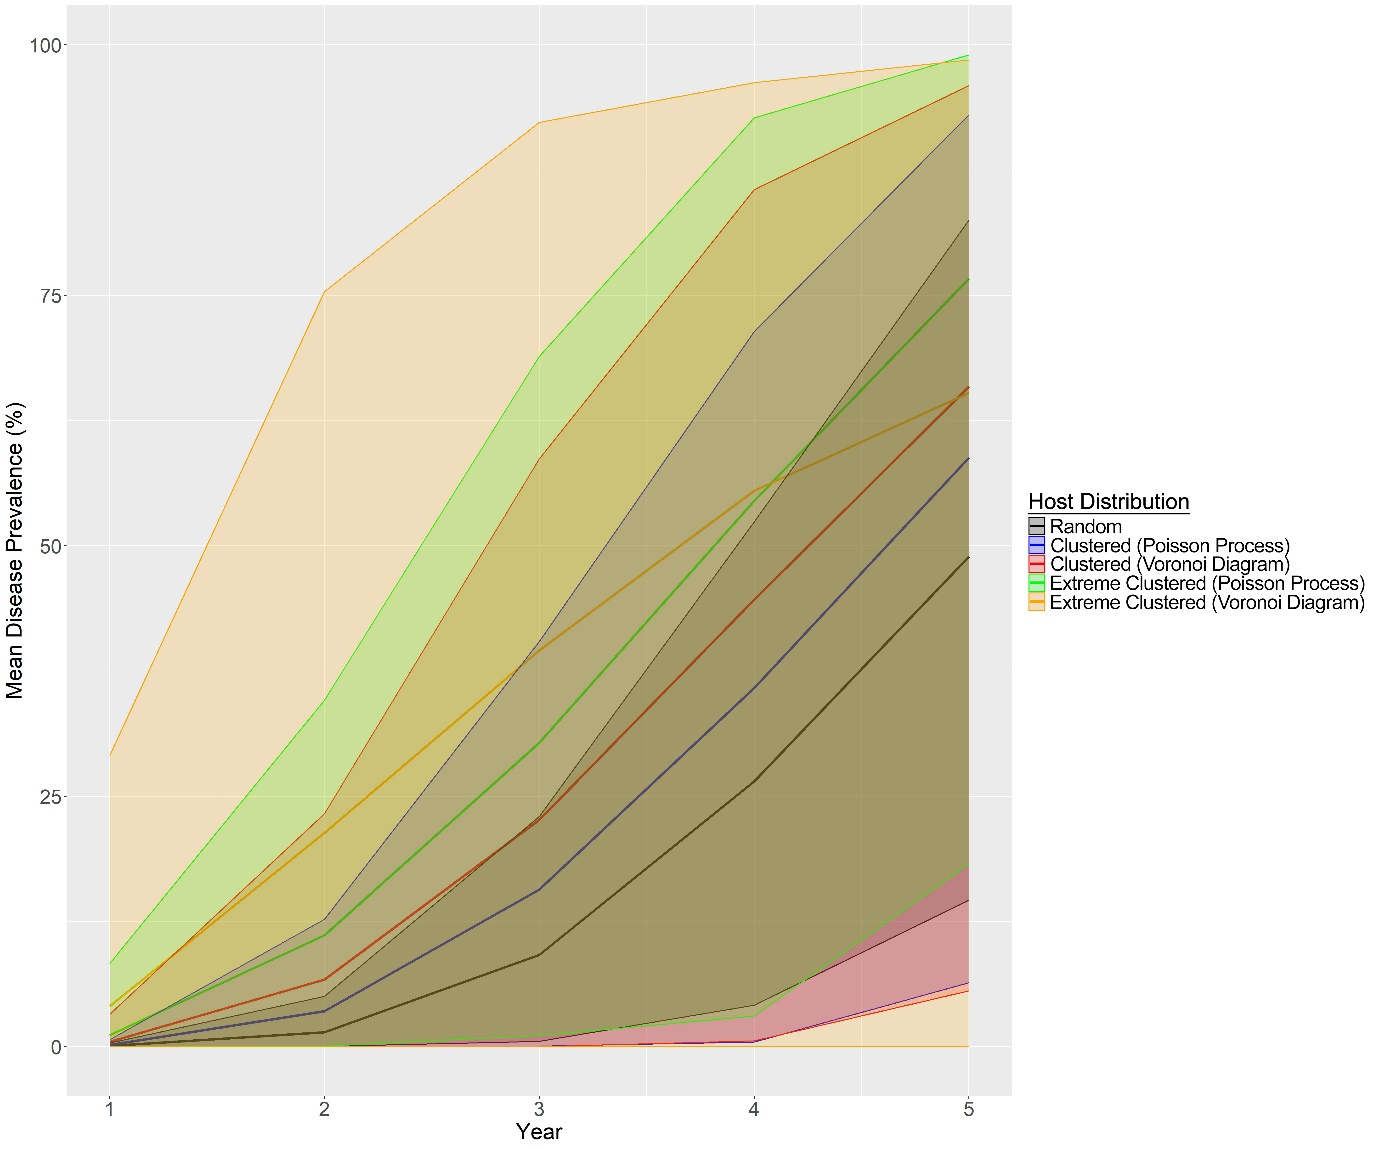 100
75
50
25
0
Mean Disease Prevalence (%)
1 2 3 4 5
Year
Host Distribution
Random
Clustered (Poisson Process)
Clustered (Voronoi Diagram)
Extreme Clustered (Poisson Process)
Extreme Clustered (Voronoi Diagram)